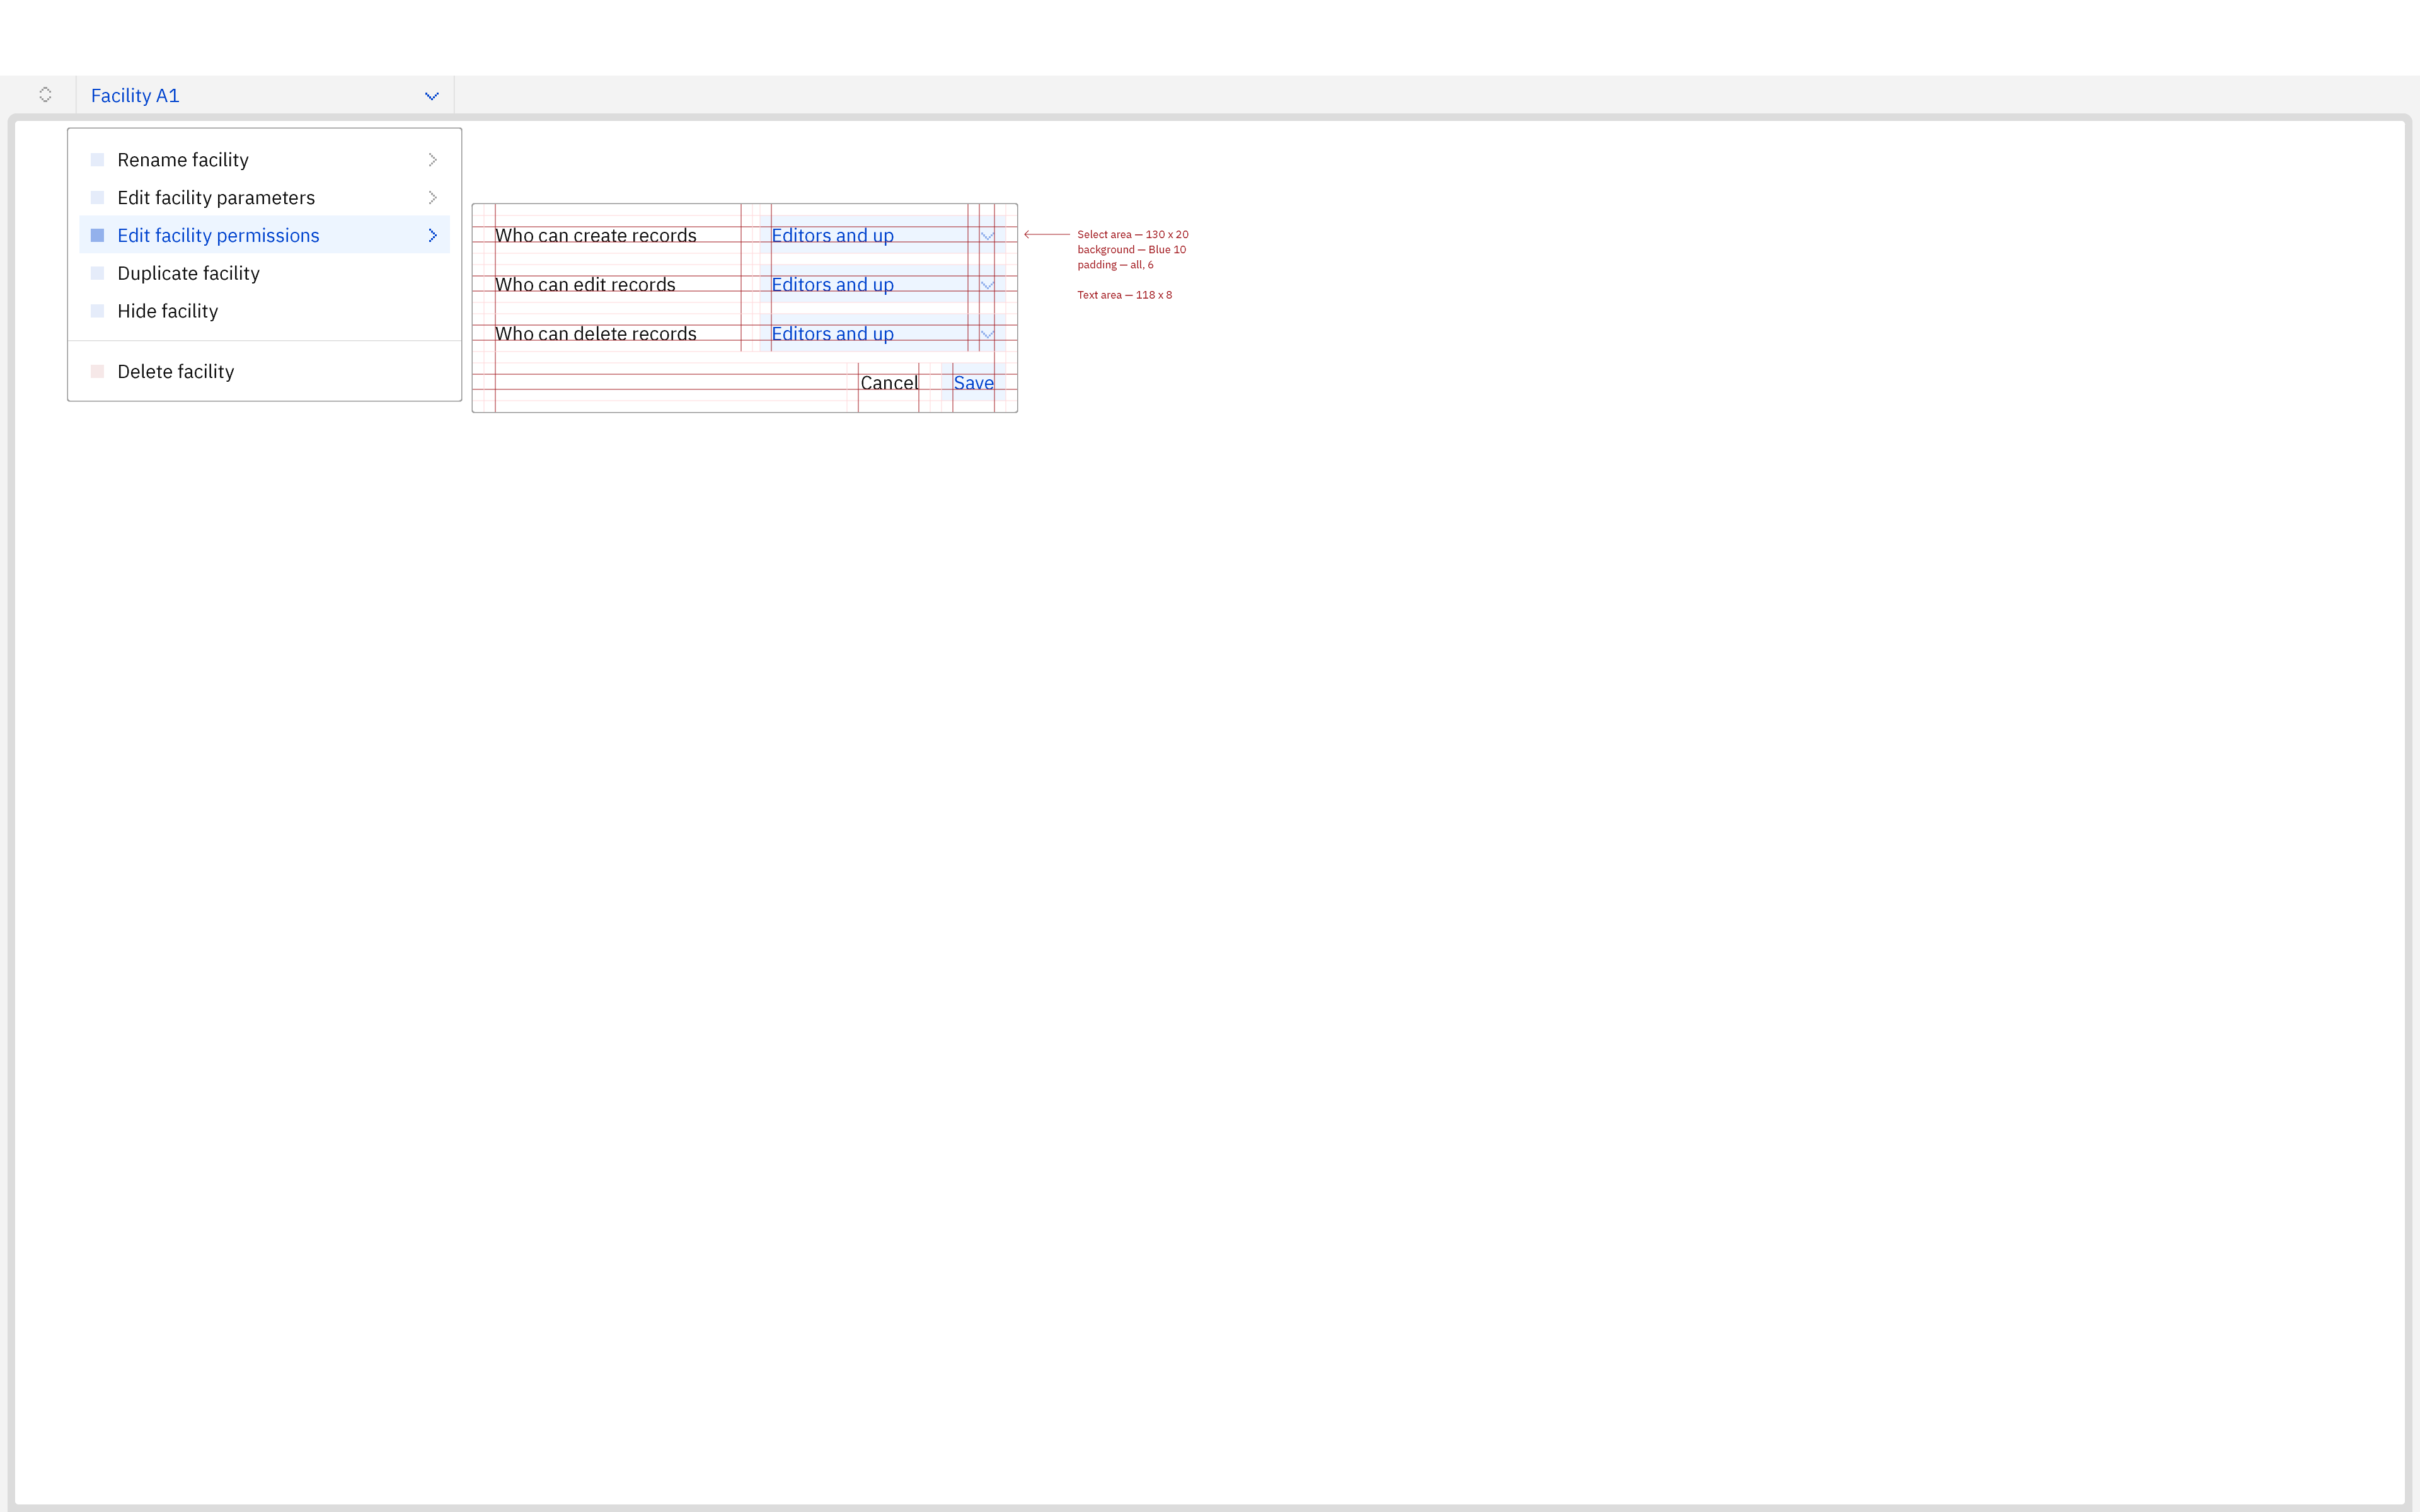 Facility A1
Rename facility
Edit facility parameters
Edit facility permissions
Duplicate facility
Hide facility
Delete facility
Who can create records
Editors and up
Who can edit records
Editors and up
Who can delete records
Editors and up
Cancel
Save
Select area — 130 x 20
background — Blue 10
padding — all, 6
Text area — 118 x 8